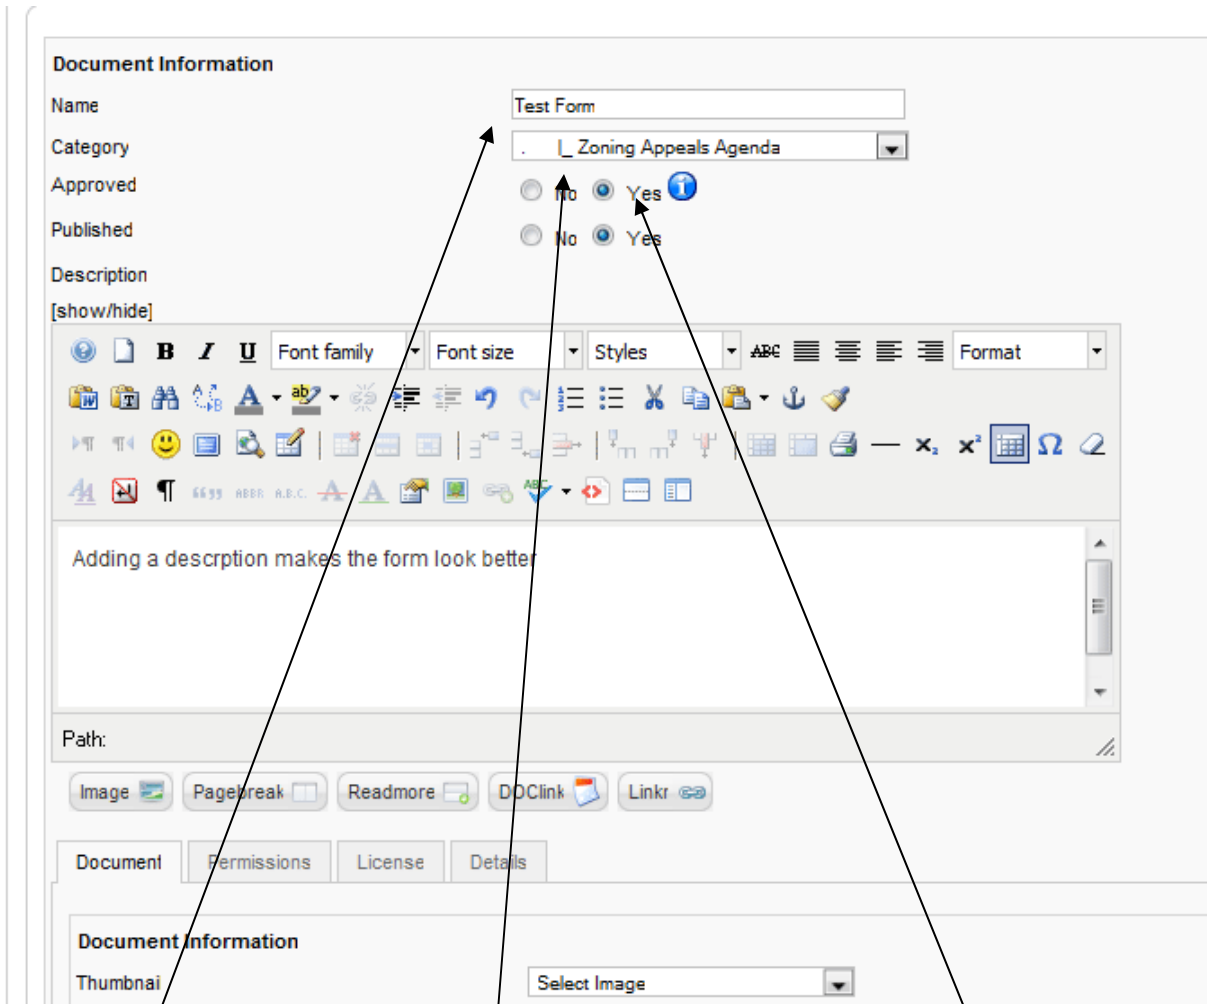 Document Information
Name Test Form
Category . |_ Zoning Appeals Agenda
Approved No Yes
Published No Yes
Description
[show/hide]
B I U Font family Font size Styles ABC Format
Adding a descrption makes the form look better
Path:
Image Pagebreak Readmore DOClink Linkr
Document Permissions License Details
Document Information
Thumbnai Select Image